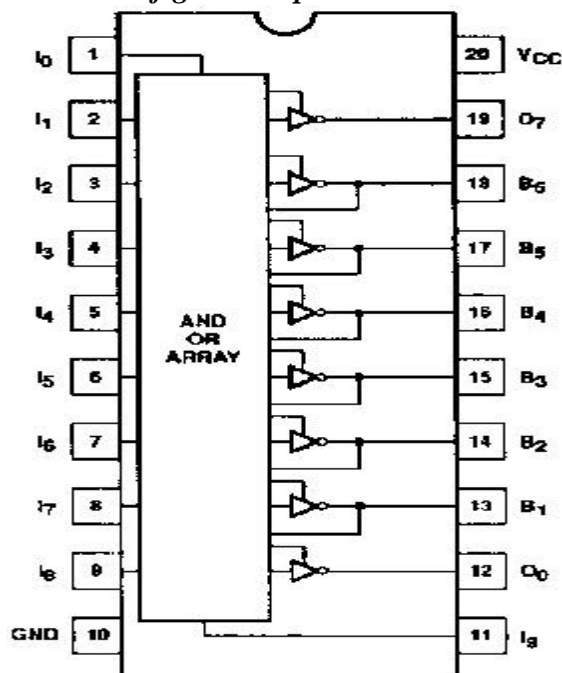 I0 1 20 VCC
I1 2 19 O7
I2 3 18 B6
I3 4 17 B5
I4 5 16 B4
AND
OR
ARRAY
I5 6 15 B3
I6 7 14 B2
I7 8 13 B1
I8 9 12 O0
GND 10 11 I9